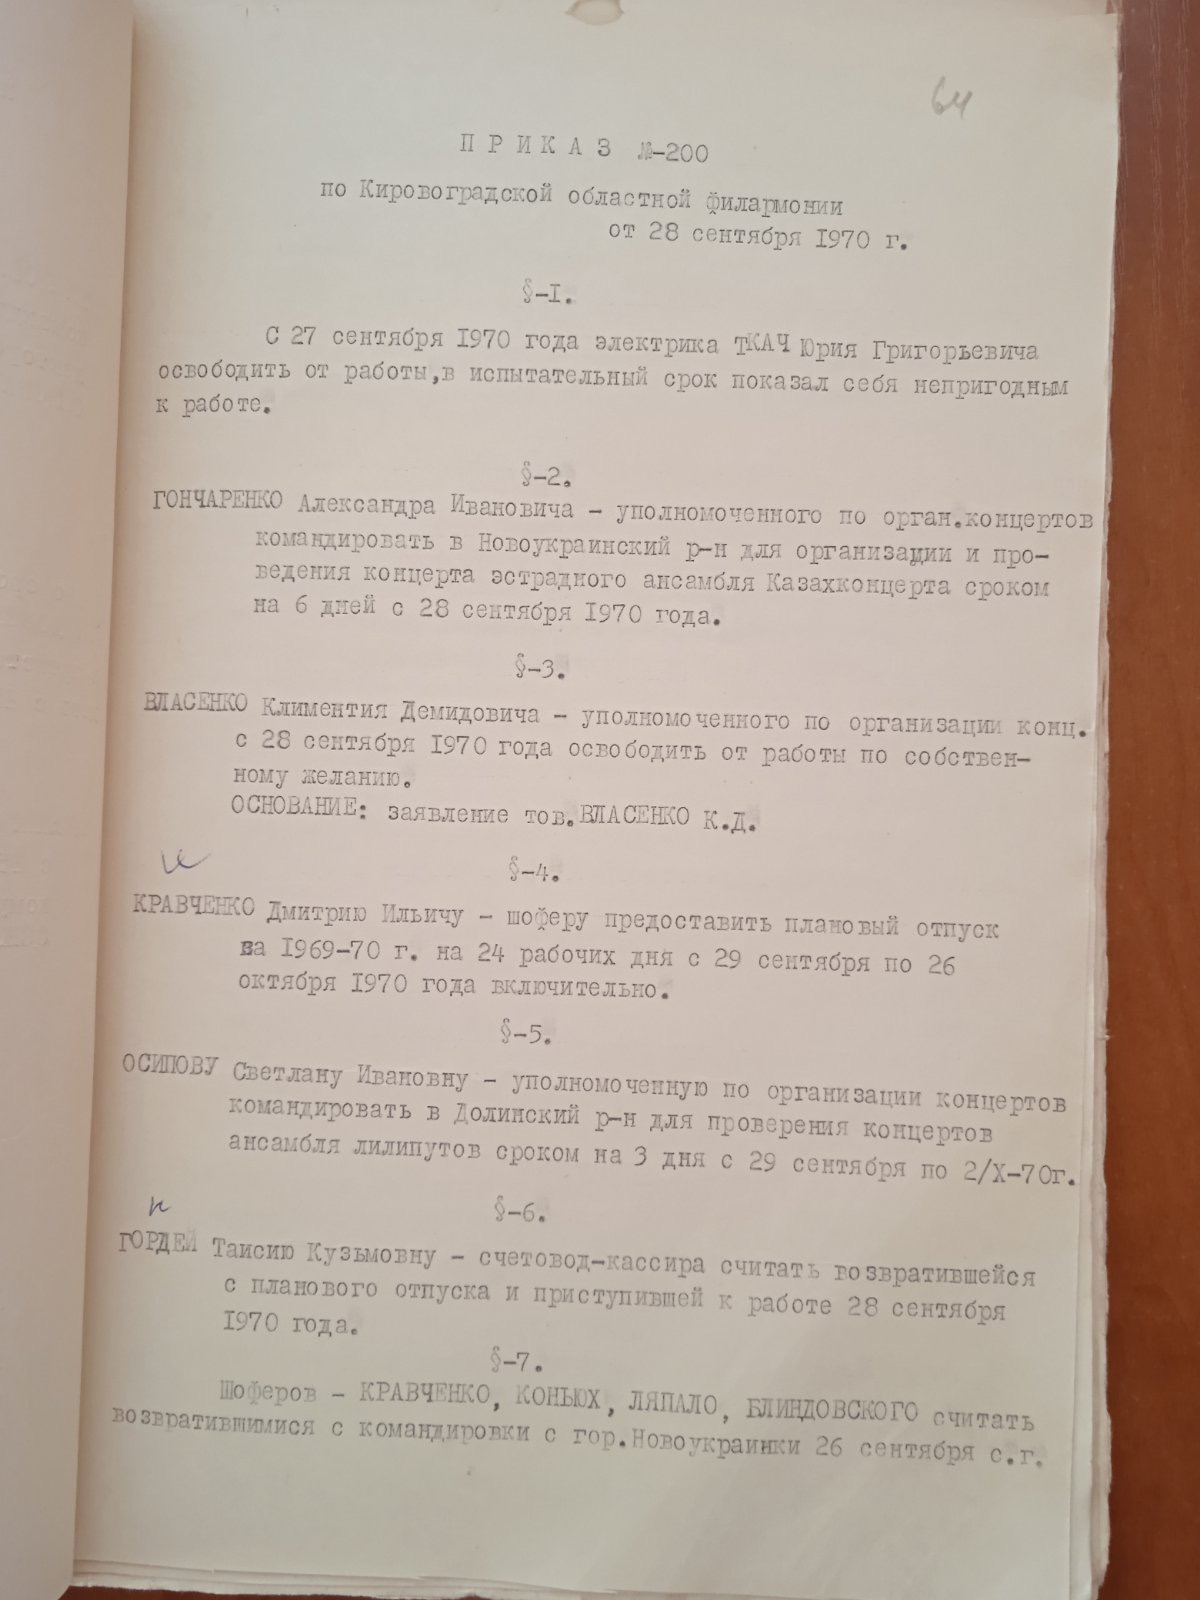 64
ПРИКАЗ №-200
по Кировоградской областной филармонии
от 28 сентября 1970 г.
§-1.
С 27 сентября 1970 года электрика ТКАЧ Юрия Григорьевича
освободить от работы, в испытательный срок показал себя непригодным
к работе.
§-2.
ГОНЧАРЕНКО Александра Ивановича - уполномоченного по орган.концертов
командировать в Новоукраинский р-н для организации и про-
ведения концерта эстрадного ансамбля Казахконцерта сроком
на 6 дней с 28 сентября 1970 года.
§-3.
ВЛАСЕНКО Климентия Демидовича - уполномоченного по организации конц.
с 28 сентября 1970 года освободить от работы по собствен-
ному желанию.
ОСНОВАНИЕ: заявление тов.ВЛАСЕНКО К.Д.
§-4.
КРАВЧЕНКО Дмитрию Ильичу - шоферу предоставить плановый отпуск
за 1969-70 г. на 24 рабочих дня с 29 сентября по 26
октября 1970 года включительно.
§-5.
ОСИПОВУ Светлану Ивановну - уполномоченную по организации концертов
командировать в Долинский р-н для проверения концертов
ансамбля лилипутов сроком на 3 дня с 29 сентября по 2/X-70г.
§-6.
ГОРДЕЙ Таисию Кузьмовну - счетовод-кассира считать возвратившейся
с планового отпуска и приступившей к работе 28 сентября
1970 года.
§-7.
Шоферов - КРАВЧЕНКО, КОНЬЮХ, ЛЯПАЛО, БЛИНДОВСКОГО считать
возвратившимися с командировки с гор.Новоукраинки 26 сентября с.г.